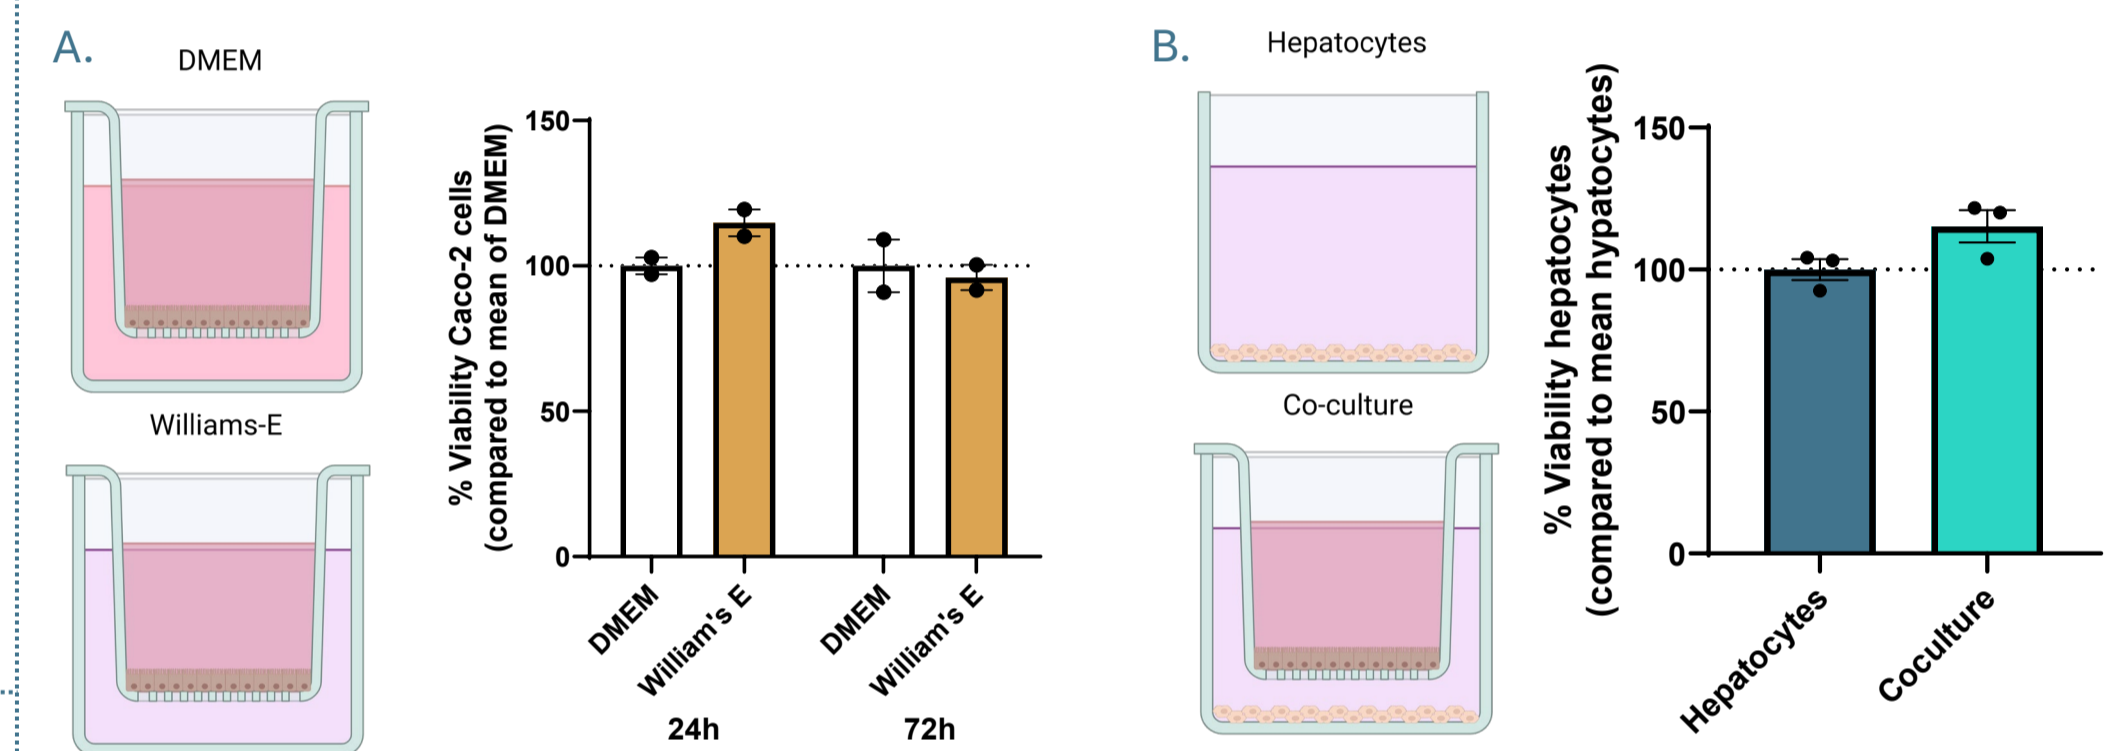 A.
DMEM
Williams-E
% Viability Caco-2 cells
(compared to mean of DMEM)
150
100
50
0
DMEM
William's E
DMEM
William's E
24h
72h
B.
Hepatocytes
Co-culture
% Viability hepatocytes
(compared to mean hypatocytes)
150
100
50
0
Hepatocytes
Coculture